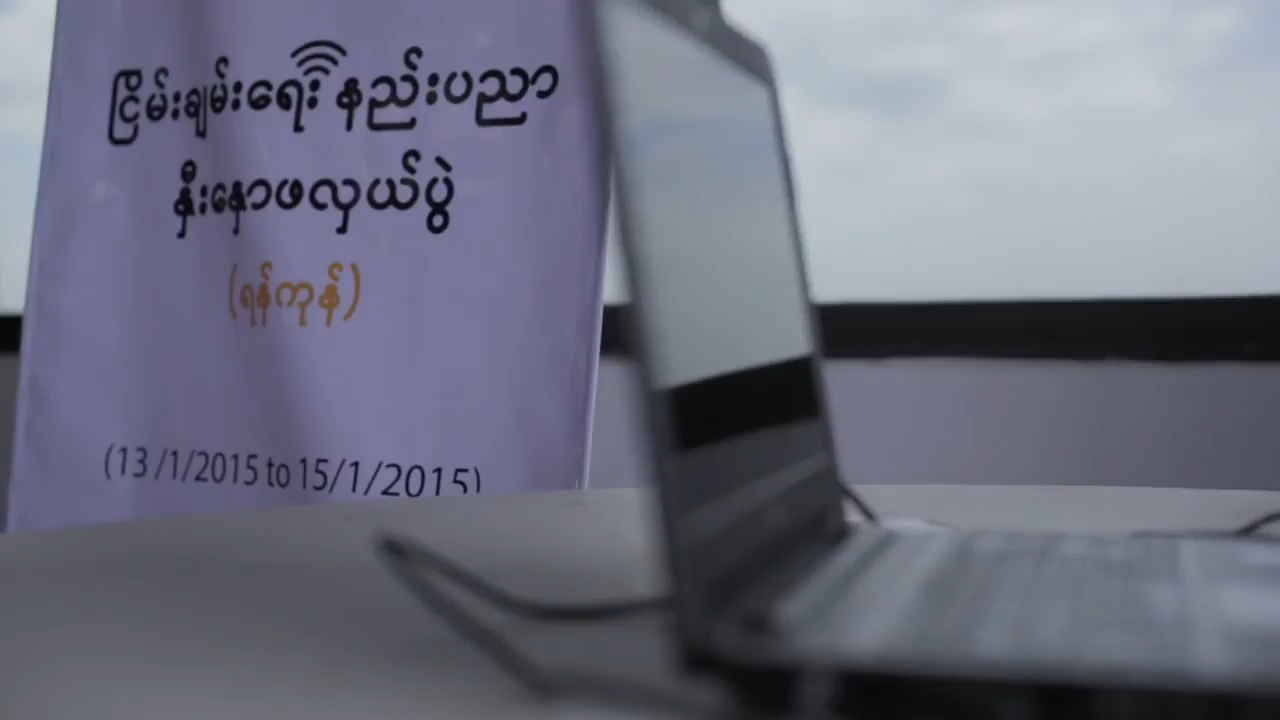 ငြိမ်းချမ်းရေး နည်းပညာ
နှီးနှောဖလှယ်ပွဲ
(ရန်ကုန်)
(13 /1/2015 to 15/1/2015)